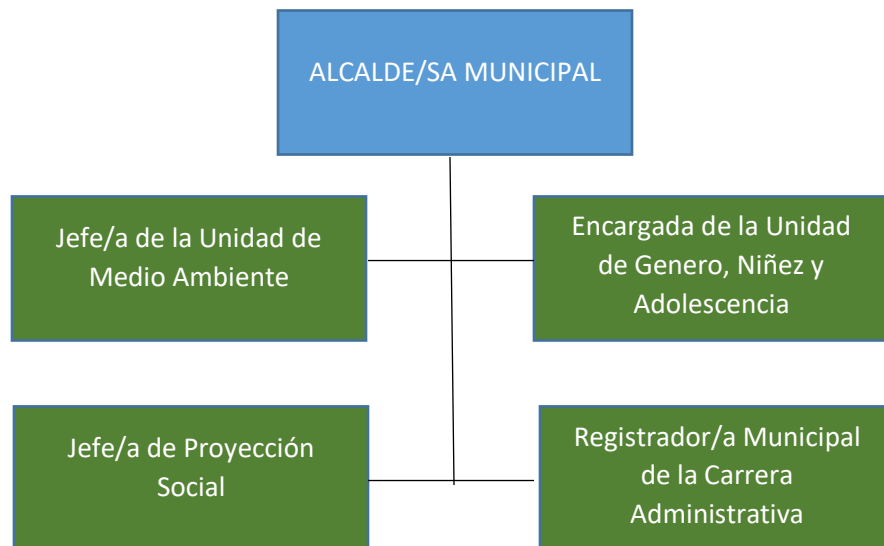 ALCALDE/SA MUNICIPAL
Jefe/a de la Unidad de
Medio Ambiente
Encargada de la Unidad
de Genero, Niñez y
Adolescencia
Jefe/a de Proyección
Social
Registrador/a Municipal
de la Carrera
Administrativa